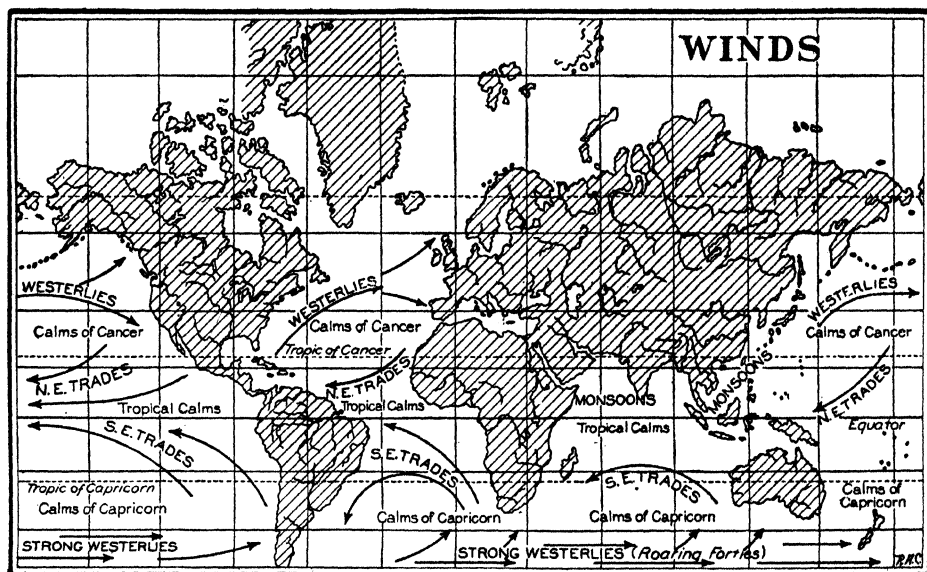 WINDS
WESTERLIES
WESTERLIES
WESTERLIES
Calms of Cancer
Calms of Cancer
Calms of Cancer
Tropic of Cancer
N.E. TRADES
N.E. TRADES
N.E. TRADES
MONSOONS
MONSOONS
Tropical Calms
Tropical Calms
Tropical Calms
Equator
S.E. TRADES
S.E. TRADES
S.E. TRADES
Tropic of Capricorn
Calms of Capricorn
Calms of Capricorn
Calms of Capricorn
Calms of
Capricorn
STRONG WESTERLIES
STRONG WESTERLIES (Roaring Forties)